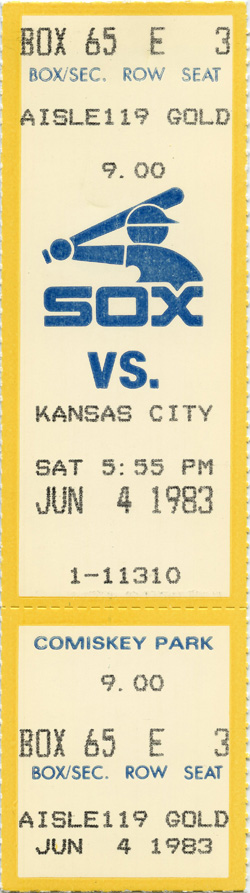 BOX 65 E 3
BOX/SEC. ROW SEAT
AISLE119 GOLD
9.00
SOX
VS.
KANSAS CITY
SAT 5:55 PM
JUN 4 1983
1-11310
COMISKEY PARK
9.00
BOX 65 E 3
BOX/SEC. ROW SEAT
AISLE119 GOLD
JUN 4 1983